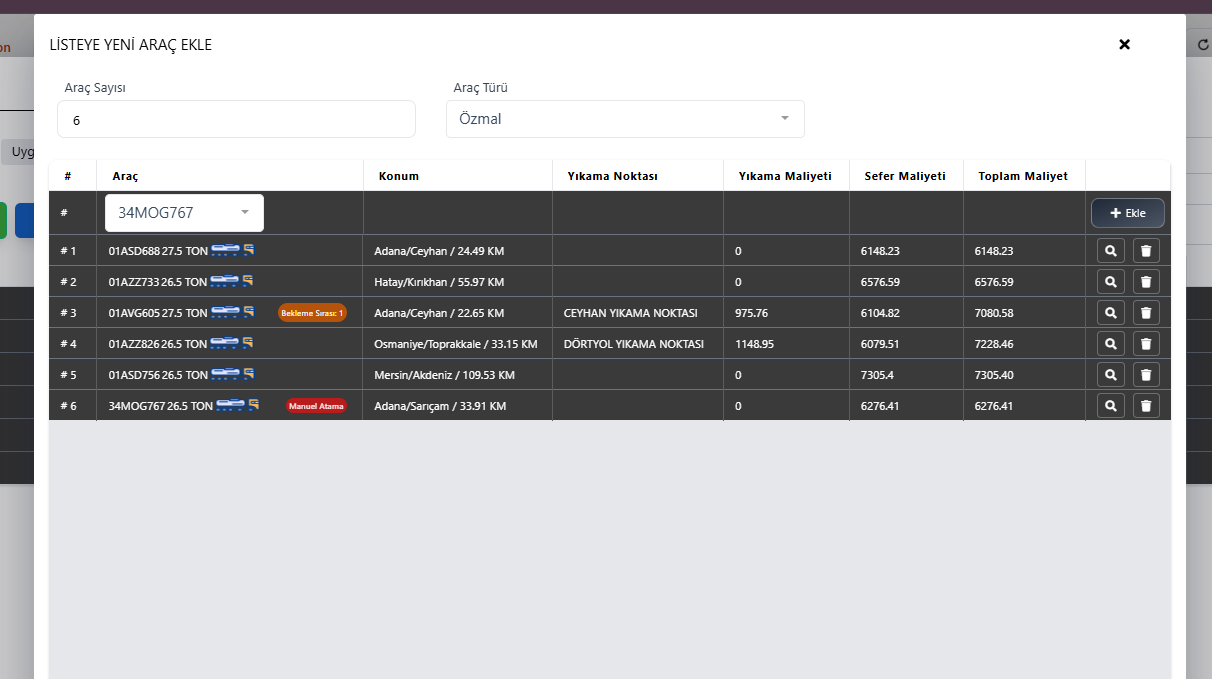 on
LİSTEYE YENİ ARAÇ EKLE
Araç Sayısı
Araç Türü
6
Özmal
Uyg
# Araç Konum Yıkama Noktası Yıkama Maliyeti Sefer Maliyeti Toplam Maliyet
# 34MOG767 + Ekle
# 1 01ASD688 27.5 TON Adana/Ceyhan / 24.49 KM 0 6148.23 6148.23
# 2 01AZZ733 26.5 TON Hatay/Kırıkhan / 55.97 KM 0 6576.59 6576.59
# 3 01AVG605 27.5 TON Bekleme Sırası: 1 Adana/Ceyhan / 22.65 KM CEYHAN YIKAMA NOKTASI 975.76 6104.82 7080.58
# 4 01AZZ826 26.5 TON Osmaniye/Toprakkale / 33.15 KM DÖRTYOL YIKAMA NOKTASI 1148.95 6079.51 7228.46
# 5 01ASD756 26.5 TON Mersin/Akdeniz / 109.53 KM 0 7305.4 7305.40
# 6 34MOG767 26.5 TON Manuel Atama Adana/Sarıçam / 33.91 KM 0 6276.41 6276.41